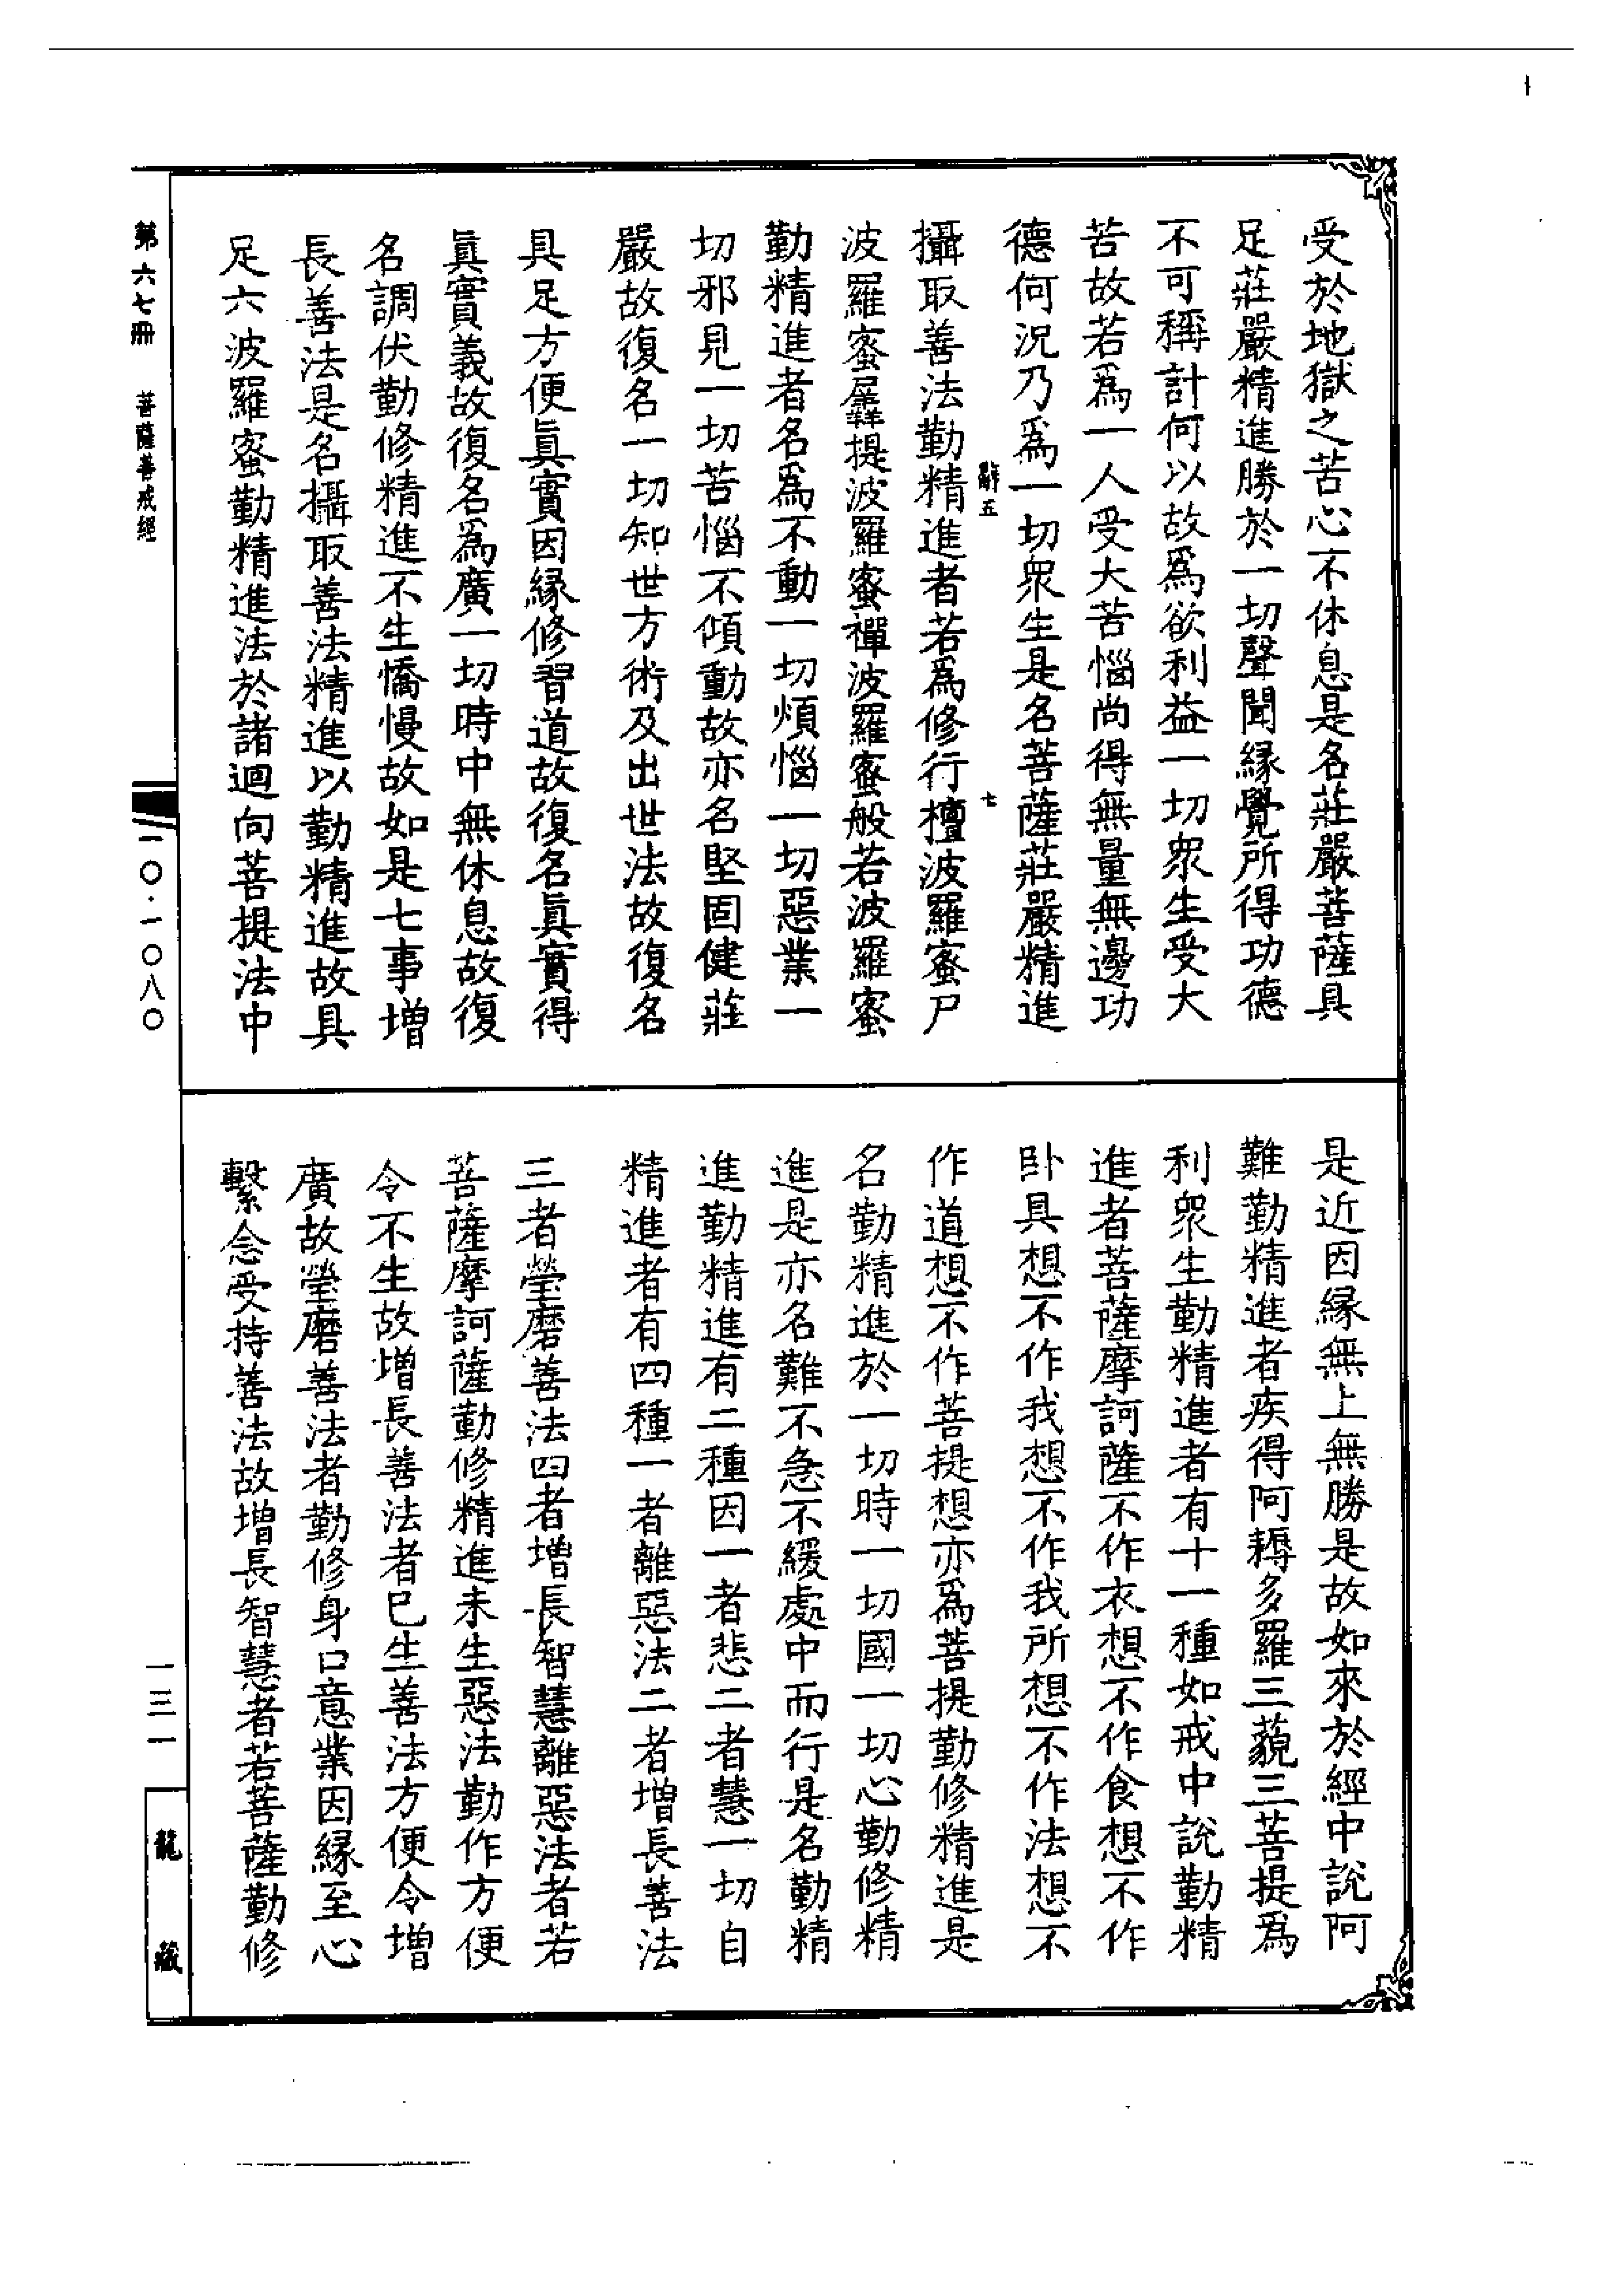 受於地獄之苦心不休息是名莊嚴菩薩具
足莊嚴精進勝於一切聲聞緣覺所得功德
不可稱計何以故爲欲利益一切衆生受大
苦故若爲一人受大苦惱尚得無量無邊功
德何況乃爲一切衆生是名菩薩莊嚴精進
辭五
七
攝取善法勤精進者若爲修行檀波羅蜜尸
波羅蜜羼提波羅蜜禪波羅蜜般若波羅蜜
勤精進者名爲不動一切煩惱一切惡業一
切邪見一切苦惱不傾動故亦名堅固健莊
嚴故復名一切知世方術及出世法故復名
具足方便眞實因緣修習道故復名眞實得
眞實義故復名爲廣一切時中無休息故復
名調伏勤修精進不生憍慢故如是七事增
長善法是名攝取善法精進以勤精進故具
足六波羅蜜勤精進法於諸迴向菩提法中
是近因緣無上無勝是故如來於經中說阿
難勤精進者疾得阿耨多羅三藐三菩提爲
利衆生勤精進者有十一種如戒中說勤精
進者菩薩摩訶薩不作衣想不作食想不作
臥具想不作我想不作我所想不作法想不
作道想不作菩提想亦爲菩提勤修精進是
名勤精進於一切時一切國一切心勤修精
進是亦名難不急不緩處中而行是名勤精
進勤精進有二種因一者悲二者慧一切自
精進者有四種一者離惡法二者增長善法
三者瑩磨善法四者增長智慧離惡法者若
菩薩摩訶薩勤修精進未生惡法勤作方便
令不生故增長善法者已生善法方便令增
廣故瑩磨善法者勤修身口意業因緣至心
繫念受持善法故增長智慧者若菩薩勤修
第六七冊 菩薩善戒經
一〇·一〇八〇
一三一
龍藏